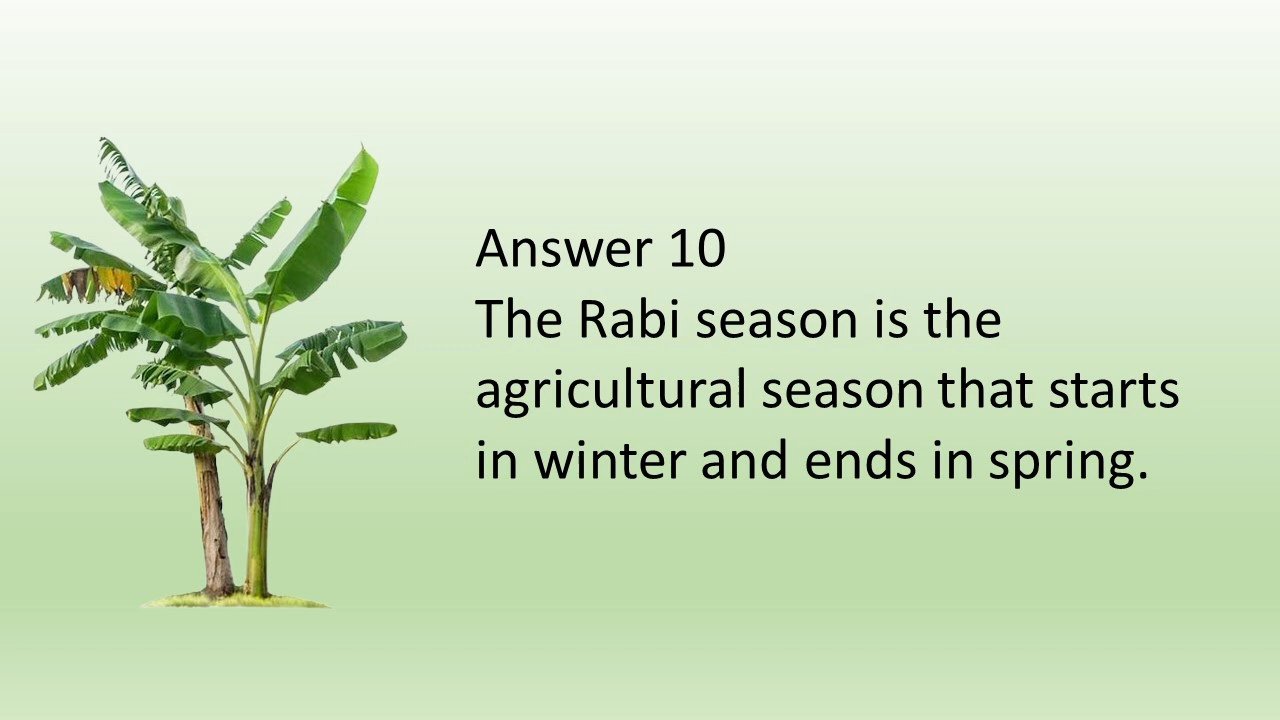 Answer 10
The Rabi season is the
agricultural season that starts
in winter and ends in spring.